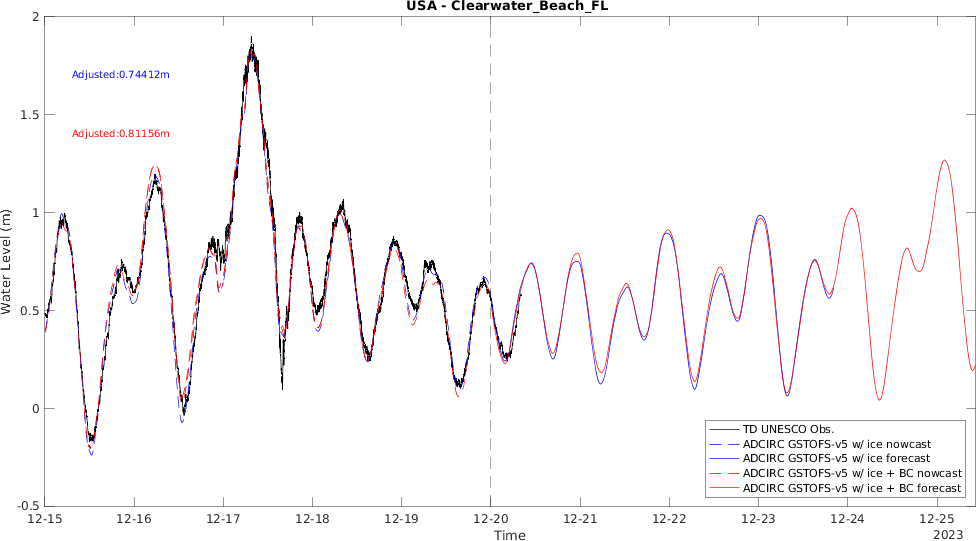 USA - Clearwater_Beach_FL
2
Adjusted:0.74412m
1.5
Adjusted:0.81156m
1
Water Level (m)
0.5
0
TD UNESCO Obs.
ADCIRC GSTOFS-v5 w/ ice nowcast
ADCIRC GSTOFS-v5 w/ ice forecast
ADCIRC GSTOFS-v5 w/ ice + BC nowcast
ADCIRC GSTOFS-v5 w/ ice + BC forecast
-0.5
12-15 12-16 12-17 12-18 12-19 12-20 12-21 12-22 12-23 12-24 12-25
Time 2023